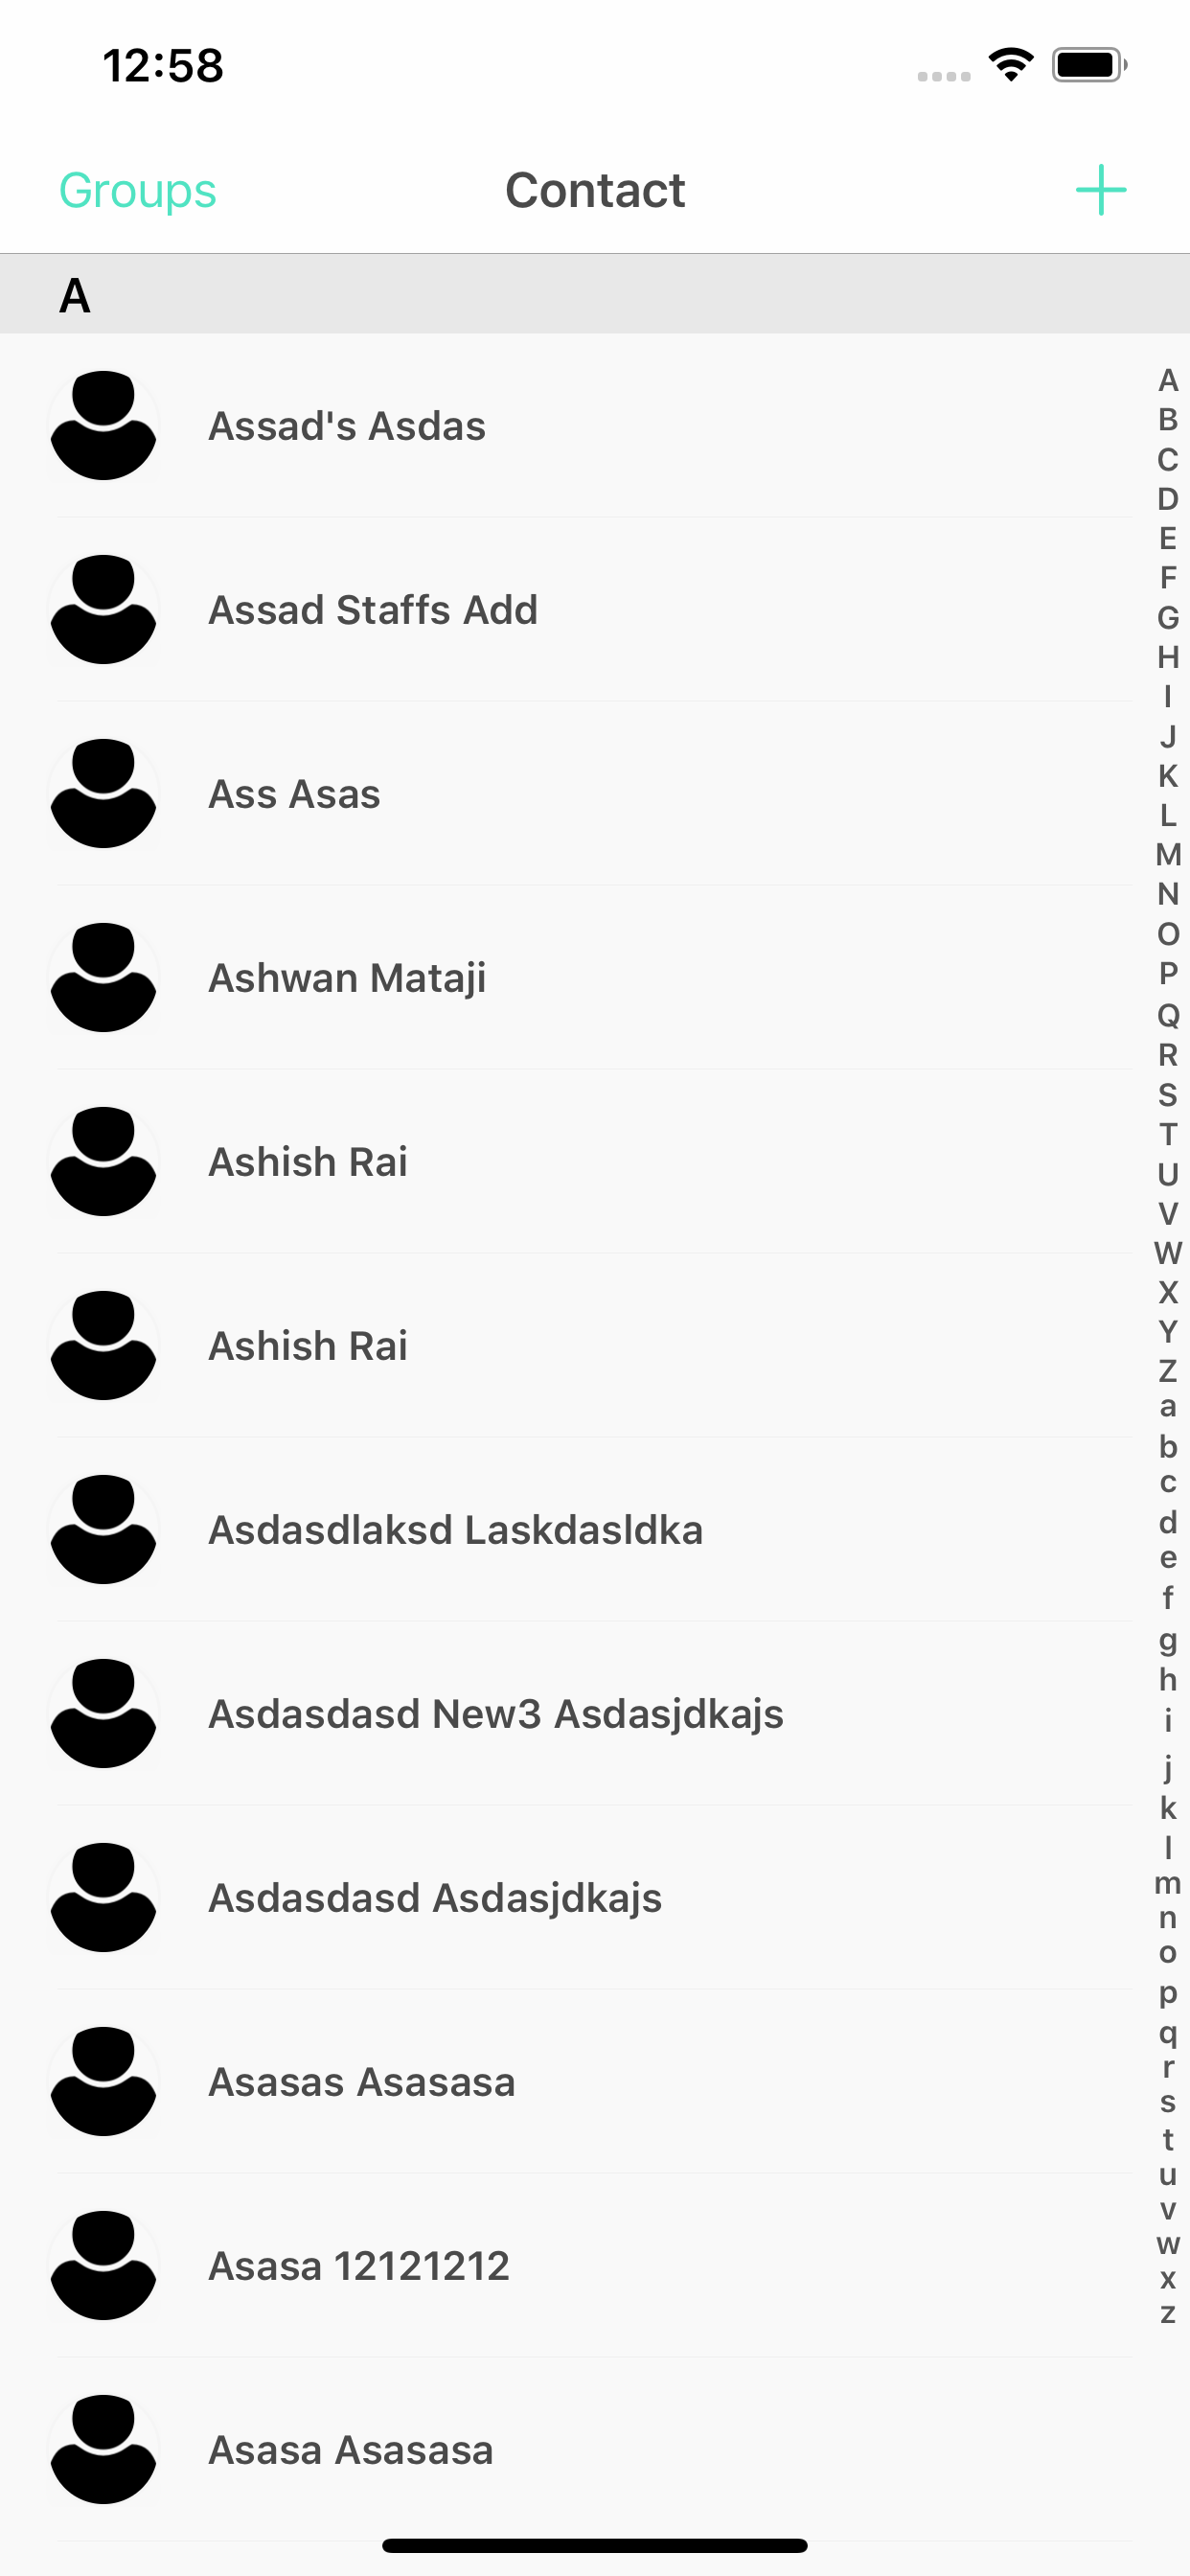 12:58
Groups
Contact
+
A
Assad's Asdas
Assad Staffs Add
Ass Asas
Ashwan Mataji
Ashish Rai
Ashish Rai
Asdasdlaksd Laskdasldka
Asdasdasd New3 Asdasjdkajs
Asdasdasd Asdasjdkajs
Asasas Asasasa
Asasa 12121212
Asasa Asasasa
A
B
C
D
E
F
G
H
I
J
K
L
M
N
O
P
Q
R
S
T
U
V
W
X
Y
Z
a
b
c
d
e
f
g
h
i
j
k
l
m
n
o
p
q
r
s
t
u
v
w
x
z